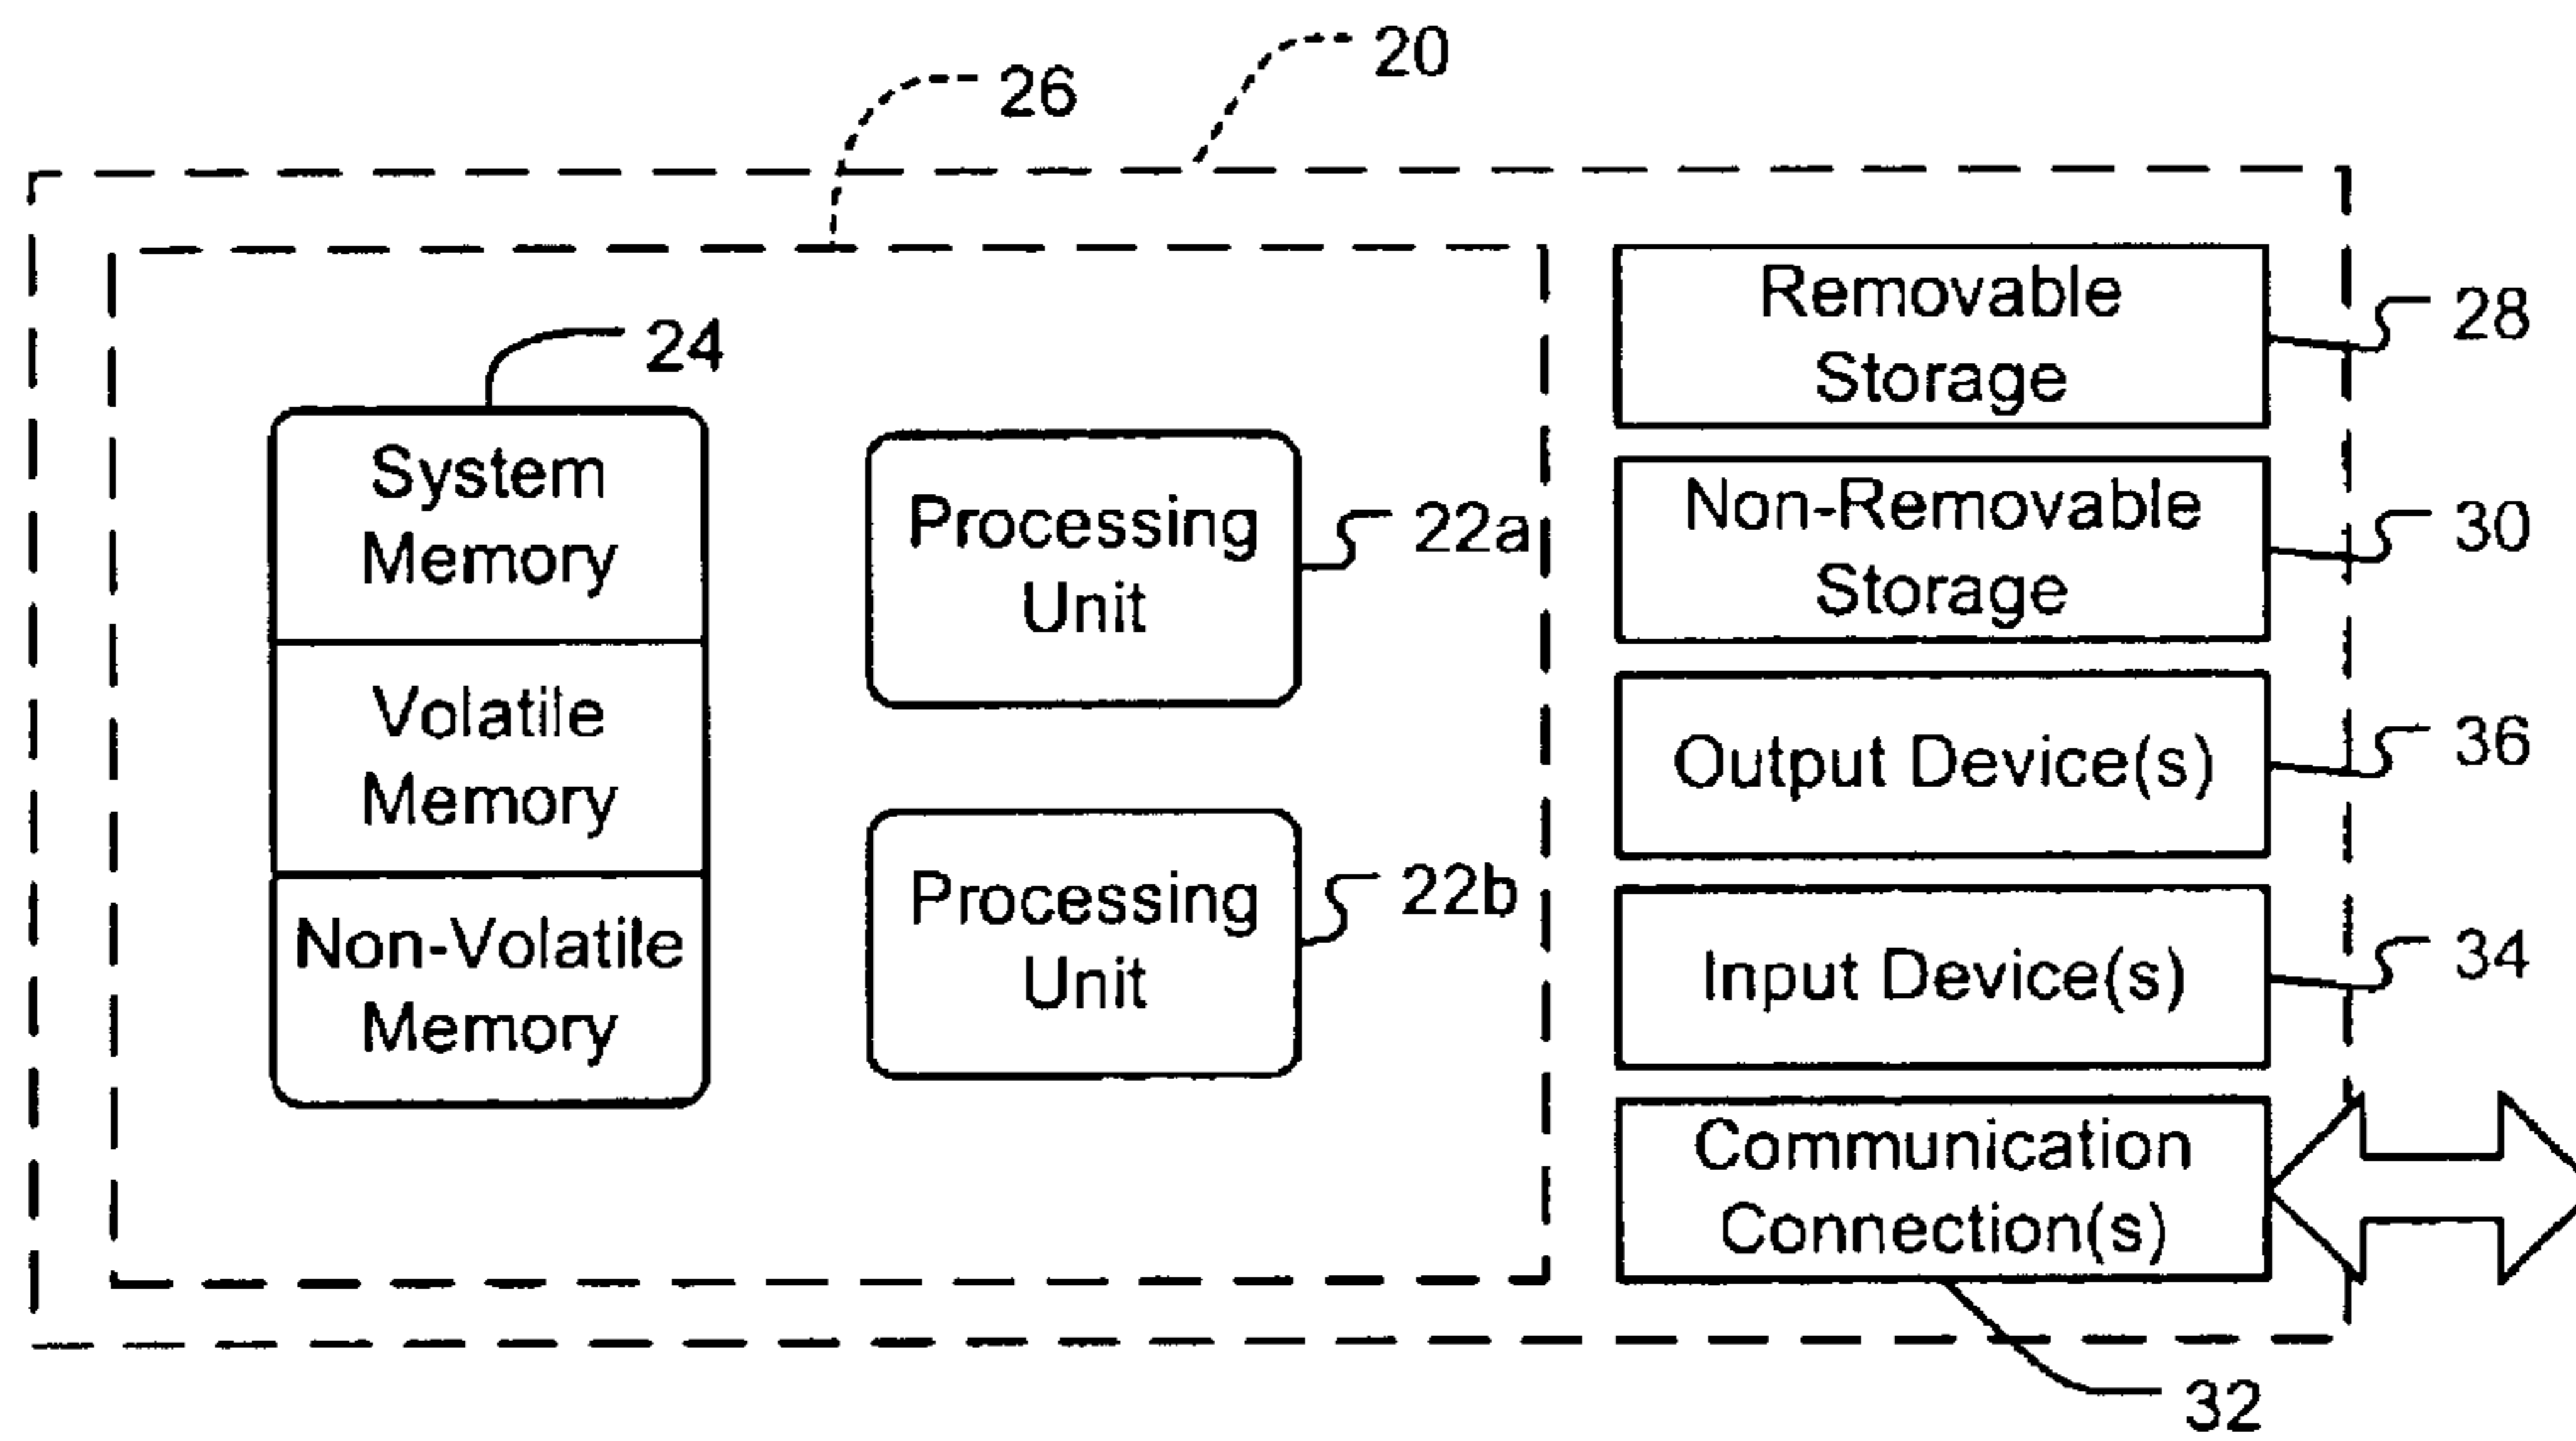 20
26
24
System
Memory
Volatile
Memory
Non-Volatile
Memory
Processing
Unit
22a
Processing
Unit
22b
Removable
Storage
28
Non-Removable
Storage
30
Output Device(s)
36
Input Device(s)
34
Communication
Connection(s)
32